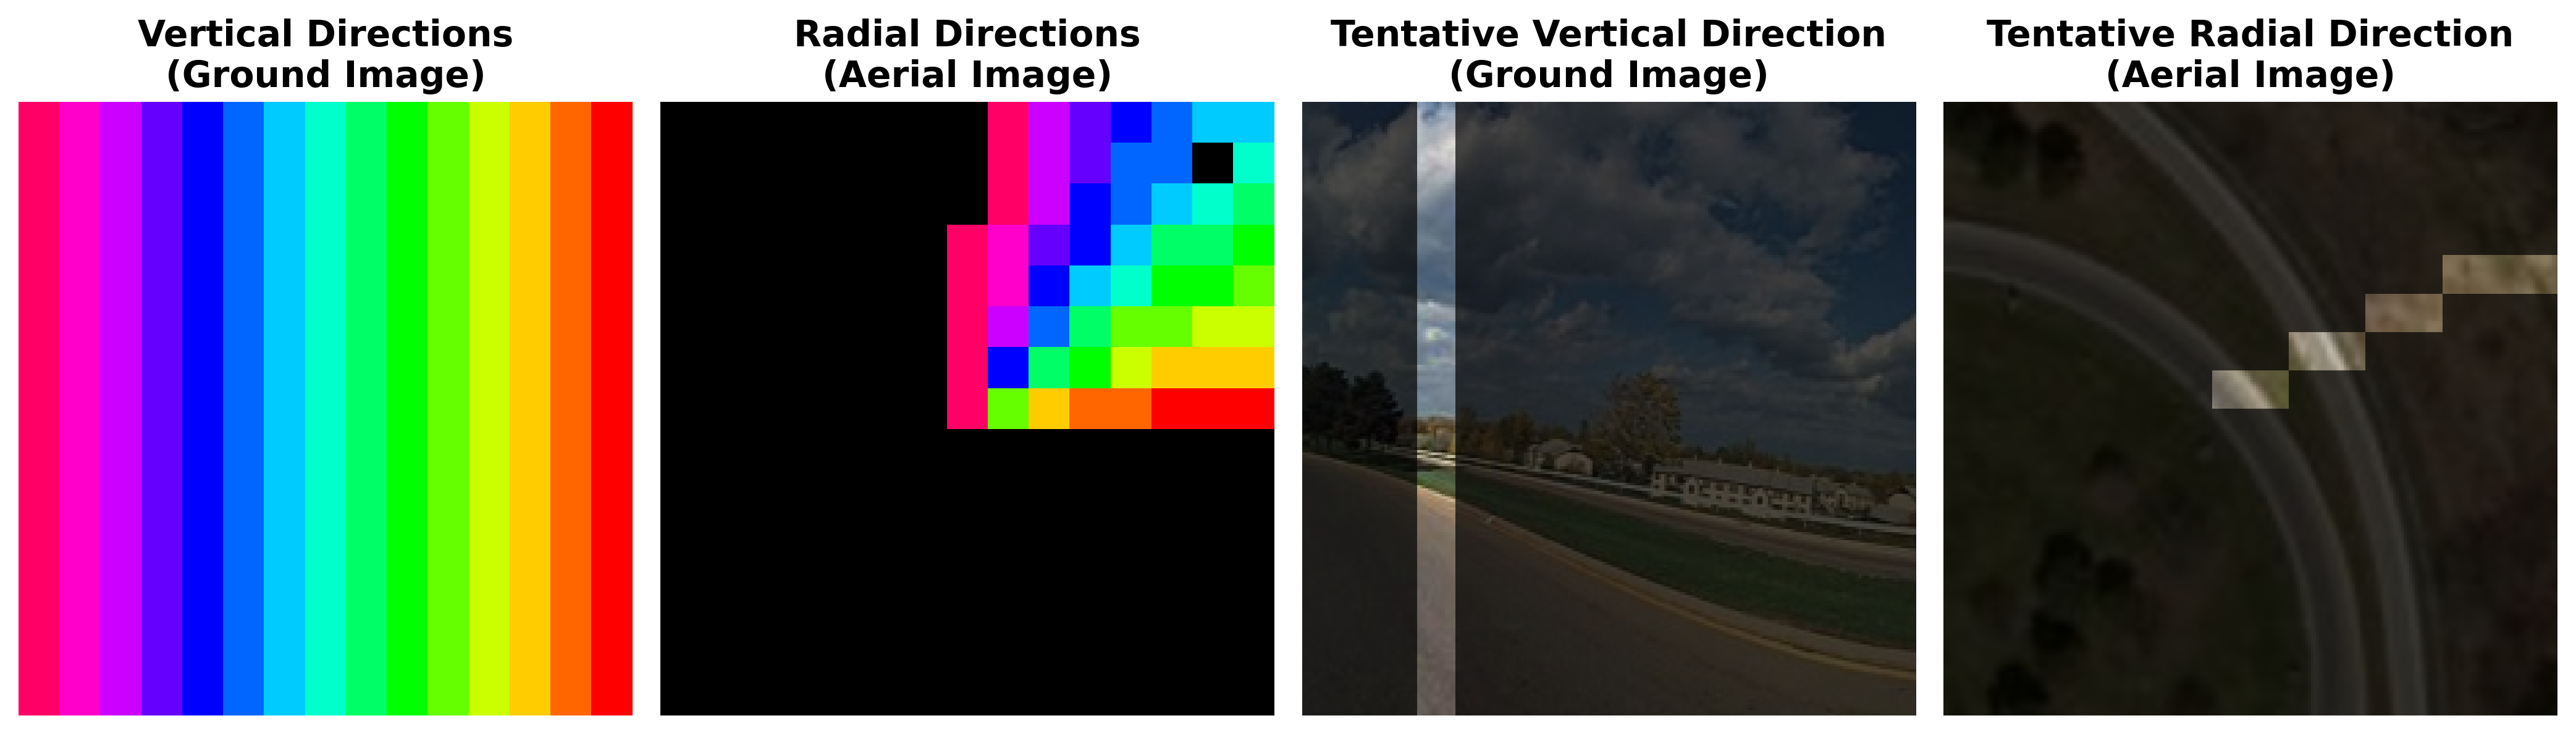 Vertical Directions
(Ground Image)
Radial Directions
(Aerial Image)
Tentative Vertical Direction
(Ground Image)
Tentative Radial Direction
(Aerial Image)